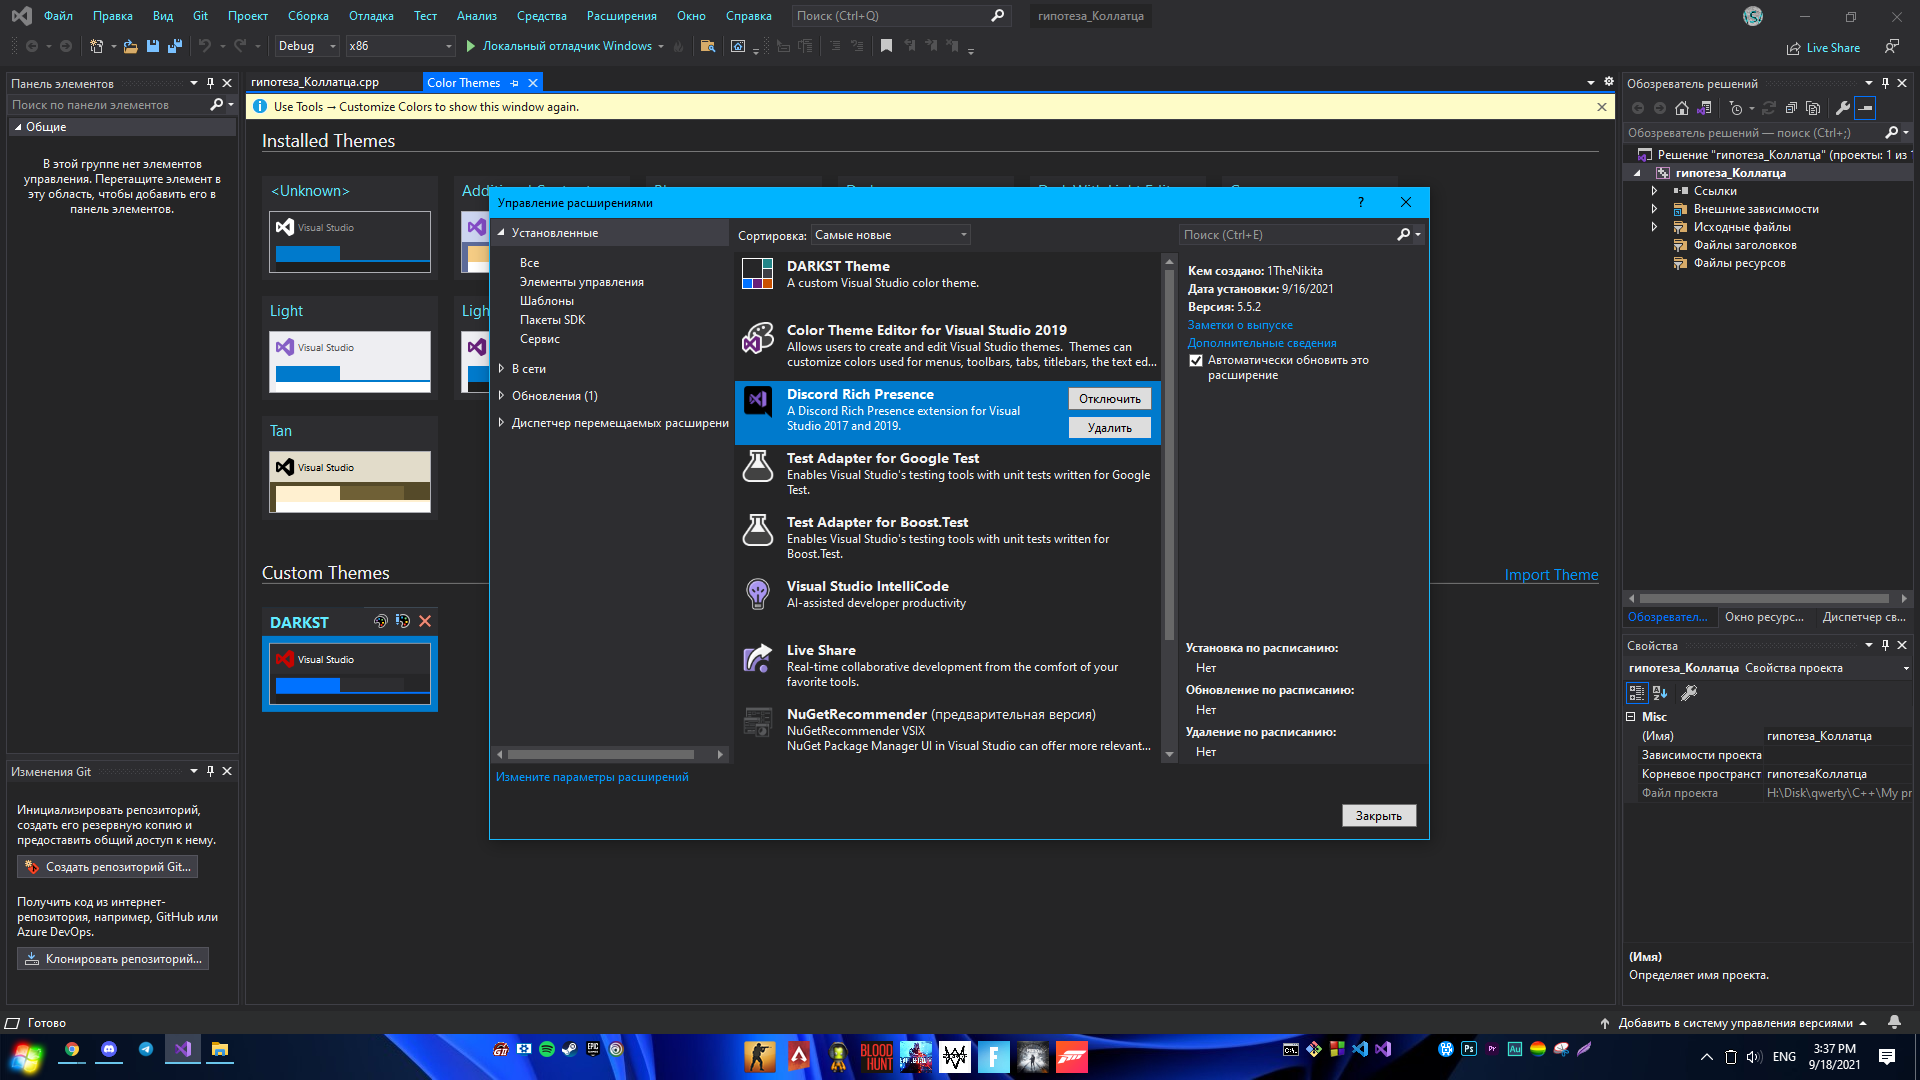 Файл Правка Вид Git Проект Сборка Отладка Тест Анализ Средства Расширения Окно Справка Поиск (Ctrl+Q) гипотеза_Коллатца
Debug x86 Локальный отладчик Windows Live Share
Панель элементов
Поиск по панели элементов
Общие
В этой группе нет элементов
управления. Перетащите элемент в
эту область, чтобы добавить его в
панель элементов.
Изменения Git
Инициализировать репозиторий,
создать его резервную копию и
предоставить общий доступ к нему.
Создать репозиторий Git...
Получить код из интернет-
репозитория, например, GitHub или
Azure DevOps.
Клонировать репозиторий...
гипотеза_Коллатца.cpp Color Themes
Use Tools → Customize Colors to show this window again.
Installed Themes
<Unknown>
Visual Studio
Light
Visual Studio
Tan
Visual Studio
Custom Themes
Import Theme
DARKST
Visual Studio
Управление расширениями ?
Установленные
Все
Элементы управления
Шаблоны
Пакеты SDK
Сервис
В сети
Обновления (1)
Диспетчер перемещаемых расширени
Измените параметры расширений
Сортировка: Самые новые
Поиск (Ctrl+E)
DARKST Theme
A custom Visual Studio color theme.
Color Theme Editor for Visual Studio 2019
Allows users to create and edit Visual Studio themes. Themes can
customize colors used for menus, toolbars, tabs, titlebars, the text ed...
Discord Rich Presence
A Discord Rich Presence extension for Visual
Studio 2017 and 2019.
Отключить
Удалить
Test Adapter for Google Test
Enables Visual Studio's testing tools with unit tests written for Google
Test.
Test Adapter for Boost.Test
Enables Visual Studio's testing tools with unit tests written for
Boost.Test.
Visual Studio IntelliCode
AI-assisted developer productivity
Live Share
Real-time collaborative development from the comfort of your
favorite tools.
NuGetRecommender (предварительная версия)
NuGetRecommender VSIX
NuGet Package Manager UI in Visual Studio can offer more relevant...
Кем создано: 1TheNikita
Дата установки: 9/16/2021
Версия: 5.5.2
Заметки о выпуске
Дополнительные сведения
Автоматически обновить это
расширение
Установка по расписанию:
Нет
Обновление по расписанию:
Нет
Удаление по расписанию:
Нет
Закрыть
Обозреватель решений
Обозреватель решений — поиск (Ctrl+;)
Решение "гипотеза_Коллатца" (проекты: 1 из 1
гипотеза_Коллатца
Ссылки
Внешние зависимости
Исходные файлы
Файлы заголовков
Файлы ресурсов
Обозревател... Окно ресурс... Диспетчер св...
Свойства
гипотеза_Коллатца Свойства проекта
Misc
(Имя) гипотеза_Коллатца
Зависимости проекта
Корневое пространст гипотезаКоллатца
Файл проекта H:\Disk\qwerty\C++\My pr
(Имя)
Определяет имя проекта.
Готово
Добавить в систему управления версиями
BLOOD
HUNT
Ps Pr Au
ENG
3:37 PM
9/18/2021